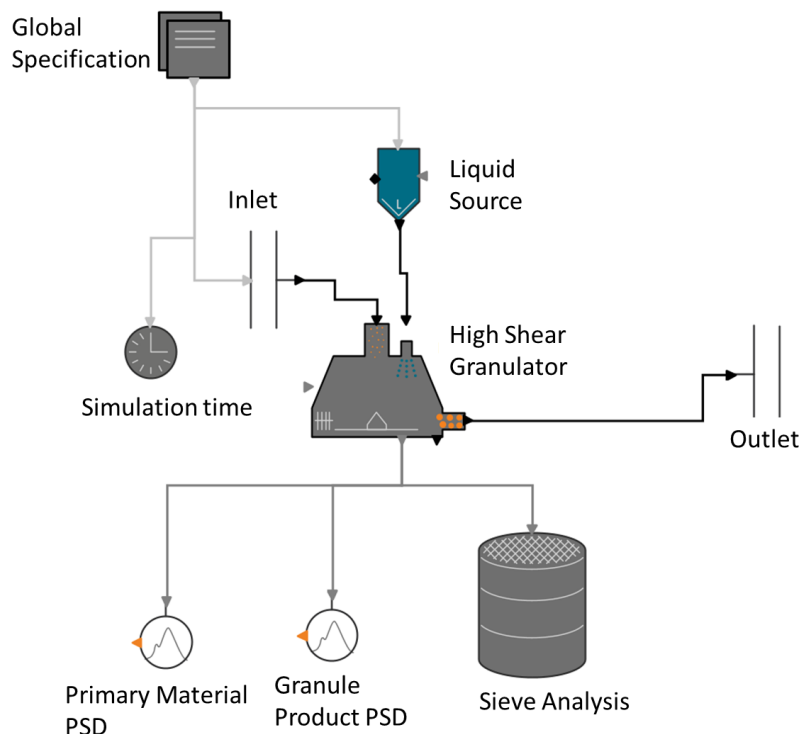 Global
Specification
Liquid
Source
L
Inlet
High Shear
Granulator
Simulation time
Outlet
Primary Material
PSD
Granule
Product PSD
Sieve Analysis